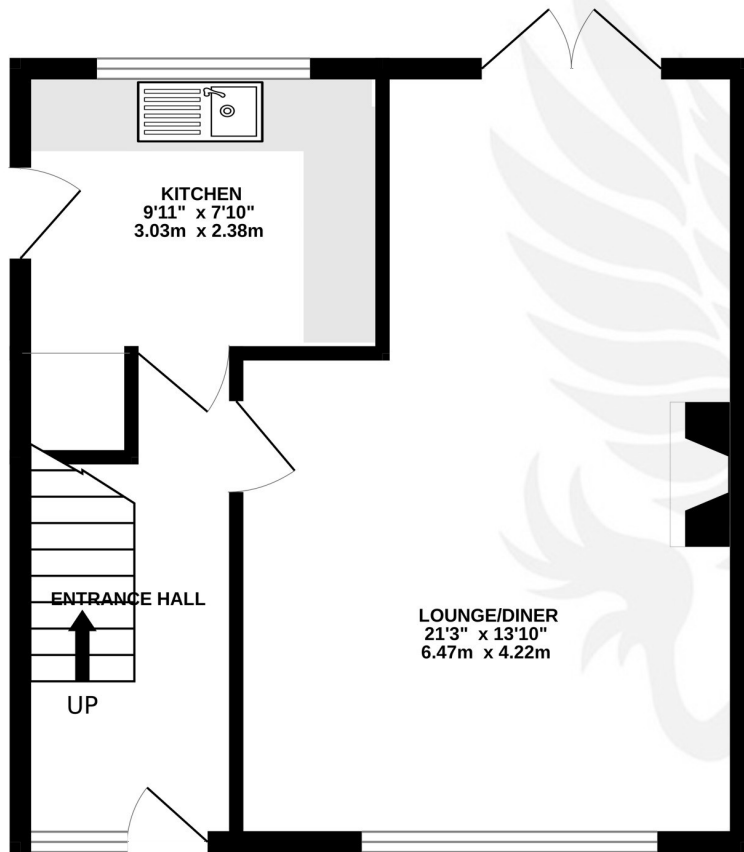 KITCHEN
9'11" x 7'10"
3.03m x 2.38m
ENTRANCE HALL
UP
LOUNGE/DINER
21'3" x 13'10"
6.47m x 4.22m